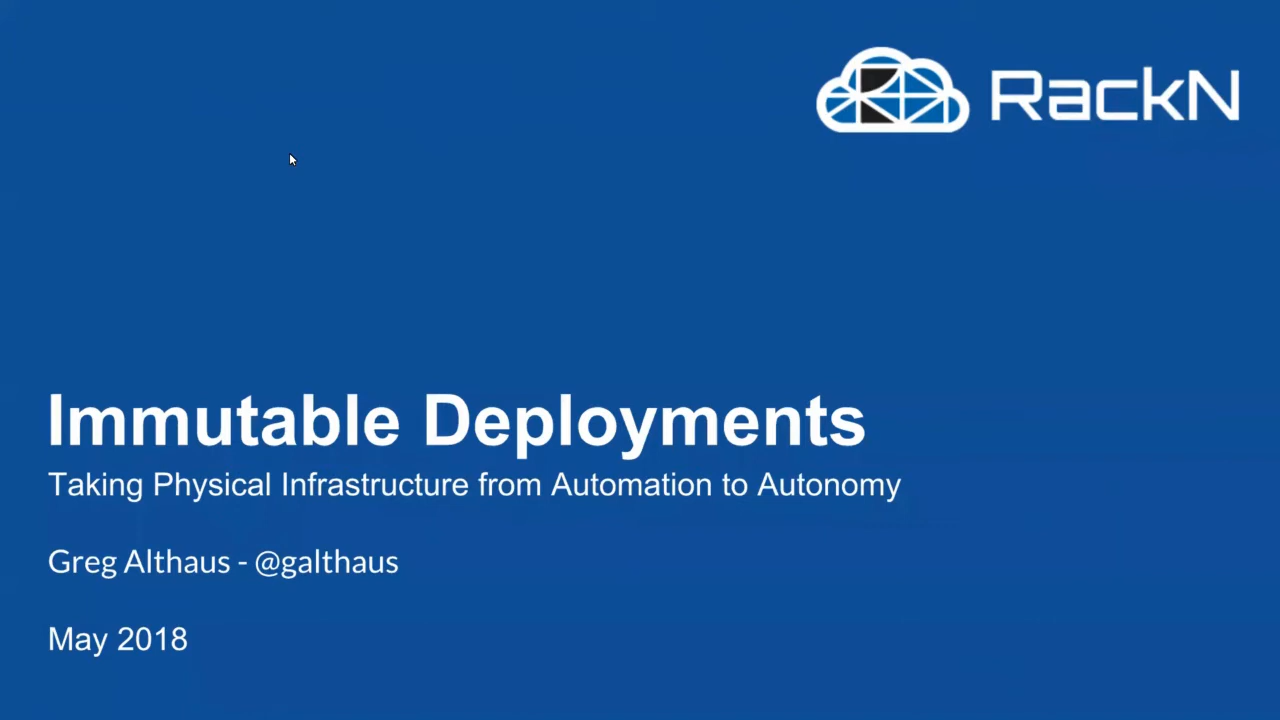 RackN
Immutable Deployments
Taking Physical Infrastructure from Automation to Autonomy
Greg Althaus - @galthaus
May 2018